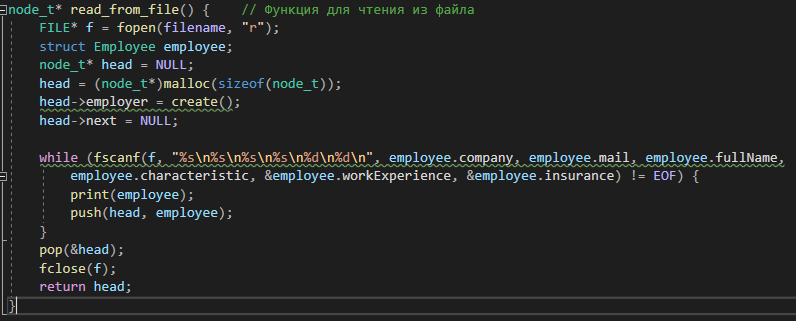 node_t* read_from_file() {    // Функция для чтения из файла
    FILE* f = fopen(filename, "r");
    struct Employee employee;
    node_t* head = NULL;
    head = (node_t*)malloc(sizeof(node_t));
    head->employer = create();
    head->next = NULL;

    while (fscanf(f, "%s\n%s\n%s\n%s\n%d\n%d\n", employee.company, employee.mail, employee.fullName,
        employee.characteristic, &employee.workExperience, &employee.insurance) != EOF) {
        print(employee);
        push(head, employee);
    }
    pop(&head);
    fclose(f);
    return head;
}